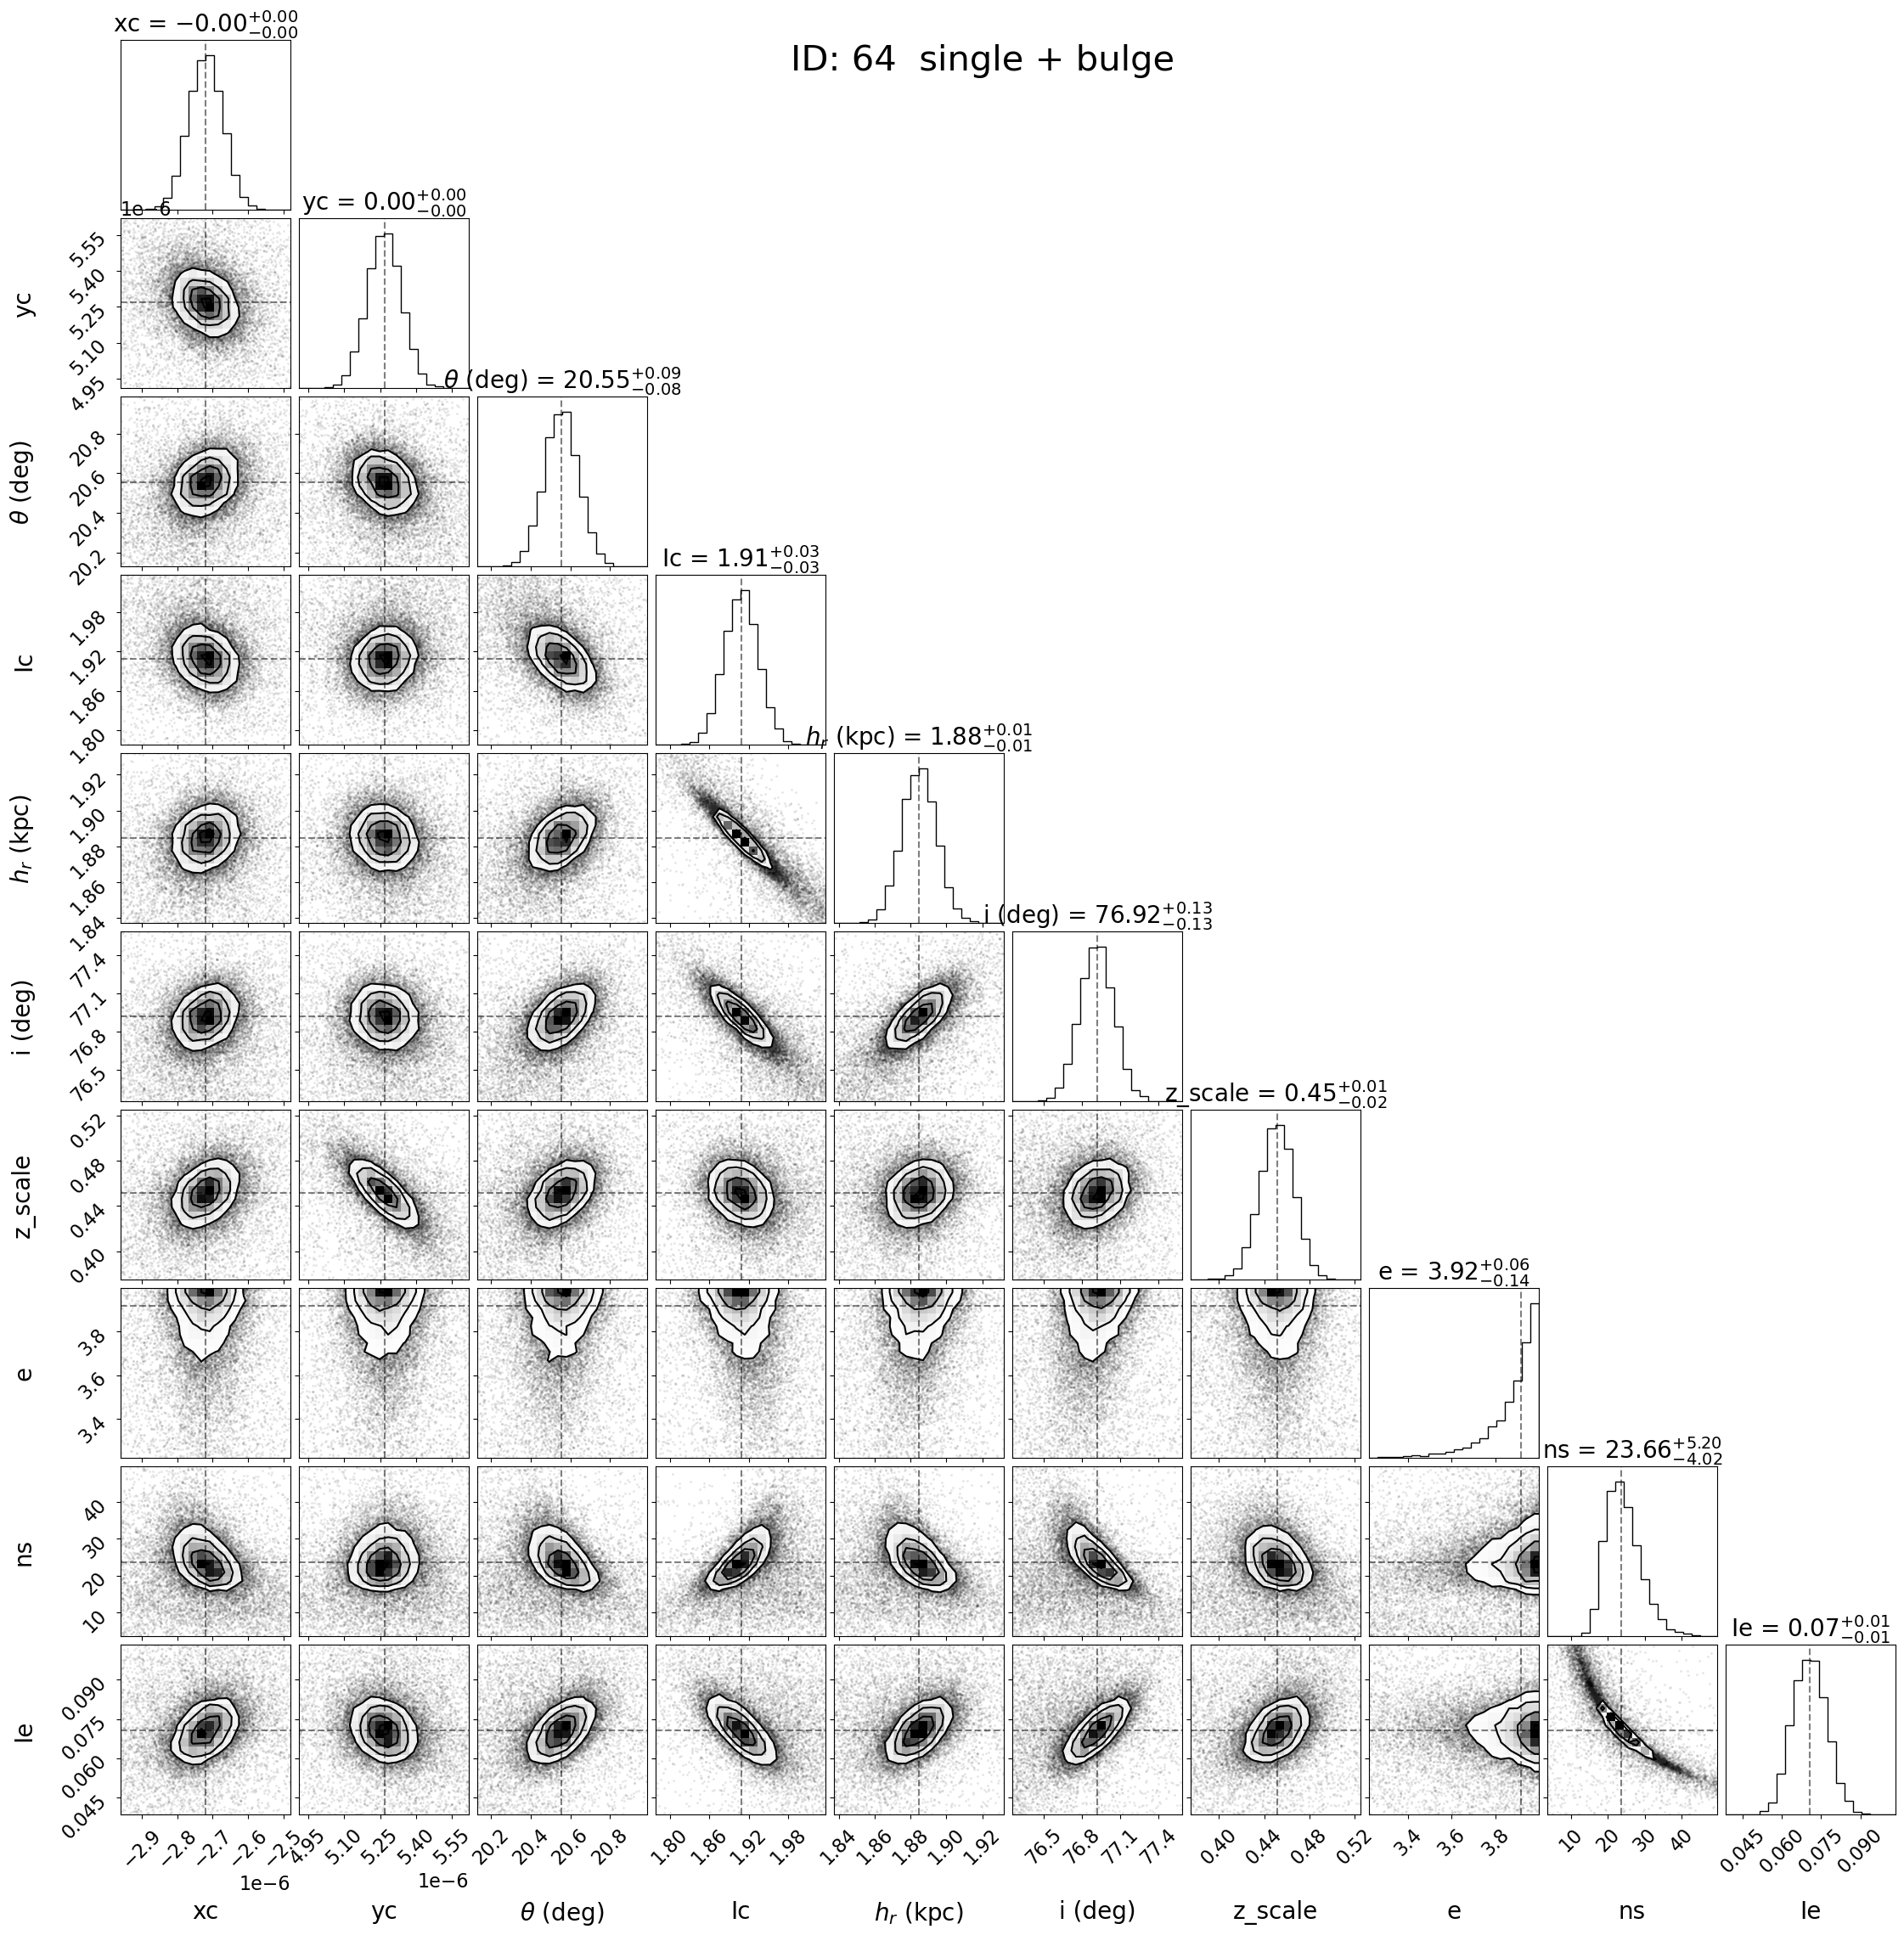 xc = −0.00+0.00−0.00
ID: 64 single + bulge
1e−6
yc = 0.00+0.00−0.00
yc
5.55
5.40
5.25
5.10
4.95
θ (deg) = 20.55+0.09−0.08
θ (deg)
20.8
20.6
20.4
20.2
Ic = 1.91+0.03−0.03
Ic
1.98
1.92
1.86
1.80
hr (kpc) = 1.88+0.01−0.01
hr (kpc)
1.92
1.90
1.88
1.86
1.84
i (deg) = 76.92+0.13−0.13
i (deg)
77.4
77.1
76.8
76.5
z_scale = 0.45+0.01−0.02
z_scale
0.52
0.48
0.44
0.40
e = 3.92+0.06−0.14
e
3.8
3.6
3.4
ns = 23.66+5.20−4.02
ns
40
30
20
10
Ie = 0.07+0.01−0.01
Ie
0.090
0.075
0.060
0.045
−2.9 −2.8 −2.7 −2.6 −2.5 4.95 5.10 5.25 5.40 5.55 20.2 20.4 20.6 20.8 1.80 1.86 1.92 1.98 1.84 1.86 1.88 1.90 1.92 76.5 76.8 77.1 77.4 0.40 0.44 0.48 0.52 3.4 3.6 3.8 10 20 30 40 0.045 0.060 0.075 0.090
1e−6 1e−6
xc yc θ (deg) Ic hr (kpc) i (deg) z_scale e ns Ie